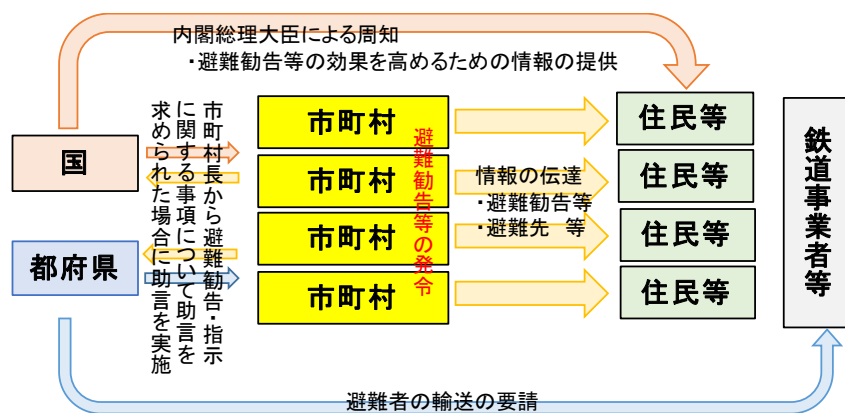 内閣総理大臣による周知
・避難勧告等の効果を高めるための情報の提供
国
都府県
市町村長から避難勧告・指示
に関する事項について助言を
求められた場合に助言を実施
市町村
市町村
市町村
市町村
避難勧告等の発令
情報の伝達
・避難勧告等
・避難先 等
住民等
住民等
住民等
住民等
鉄道事業者等
避難者の輸送の要請